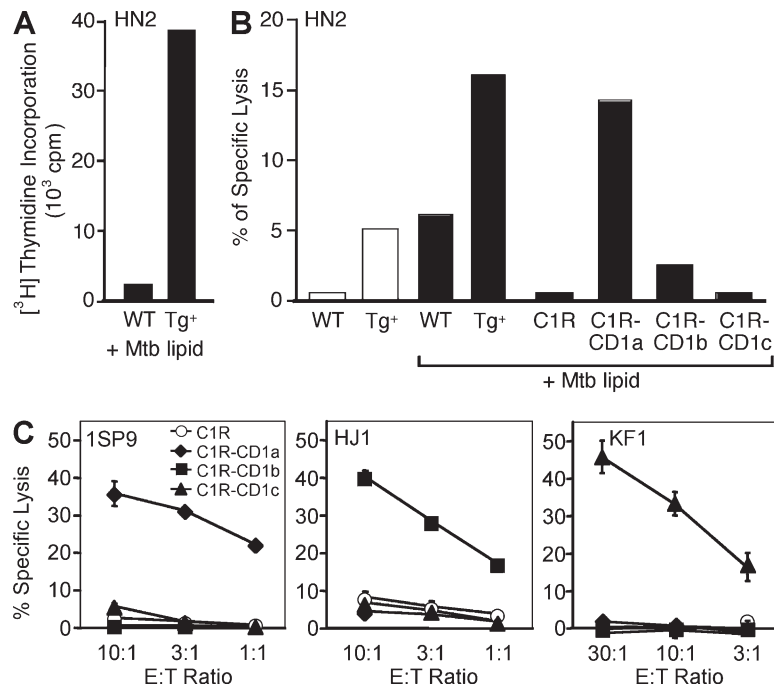 A
HN2
[³H] Thymidine Incorporation
(10³ cpm)
40
30
20
10
0
WT Tg⁺
+ Mtb lipid
B
HN2
% of Specific Lysis
20
15
10
5
0
WT Tg⁺ WT Tg⁺ C1R C1R-CD1a C1R-CD1b C1R-CD1c
+ Mtb lipid
C
% Specific Lysis
1SP9
C1R
C1R-CD1a
C1R-CD1b
C1R-CD1c
50
40
30
20
10
0
10:1 3:1 1:1
E:T Ratio
HJ1
50
40
30
20
10
0
10:1 3:1 1:1
E:T Ratio
KF1
50
40
30
20
10
0
30:1 10:1 3:1
E:T Ratio